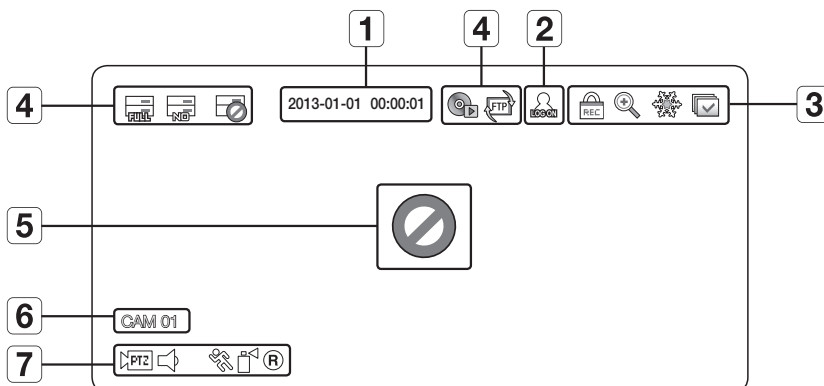 1 4 2
4 FULL ND 2013-01-01 00:00:01 FTP LOG ON REC 3
5
6 CAM 01
7 PTZ R